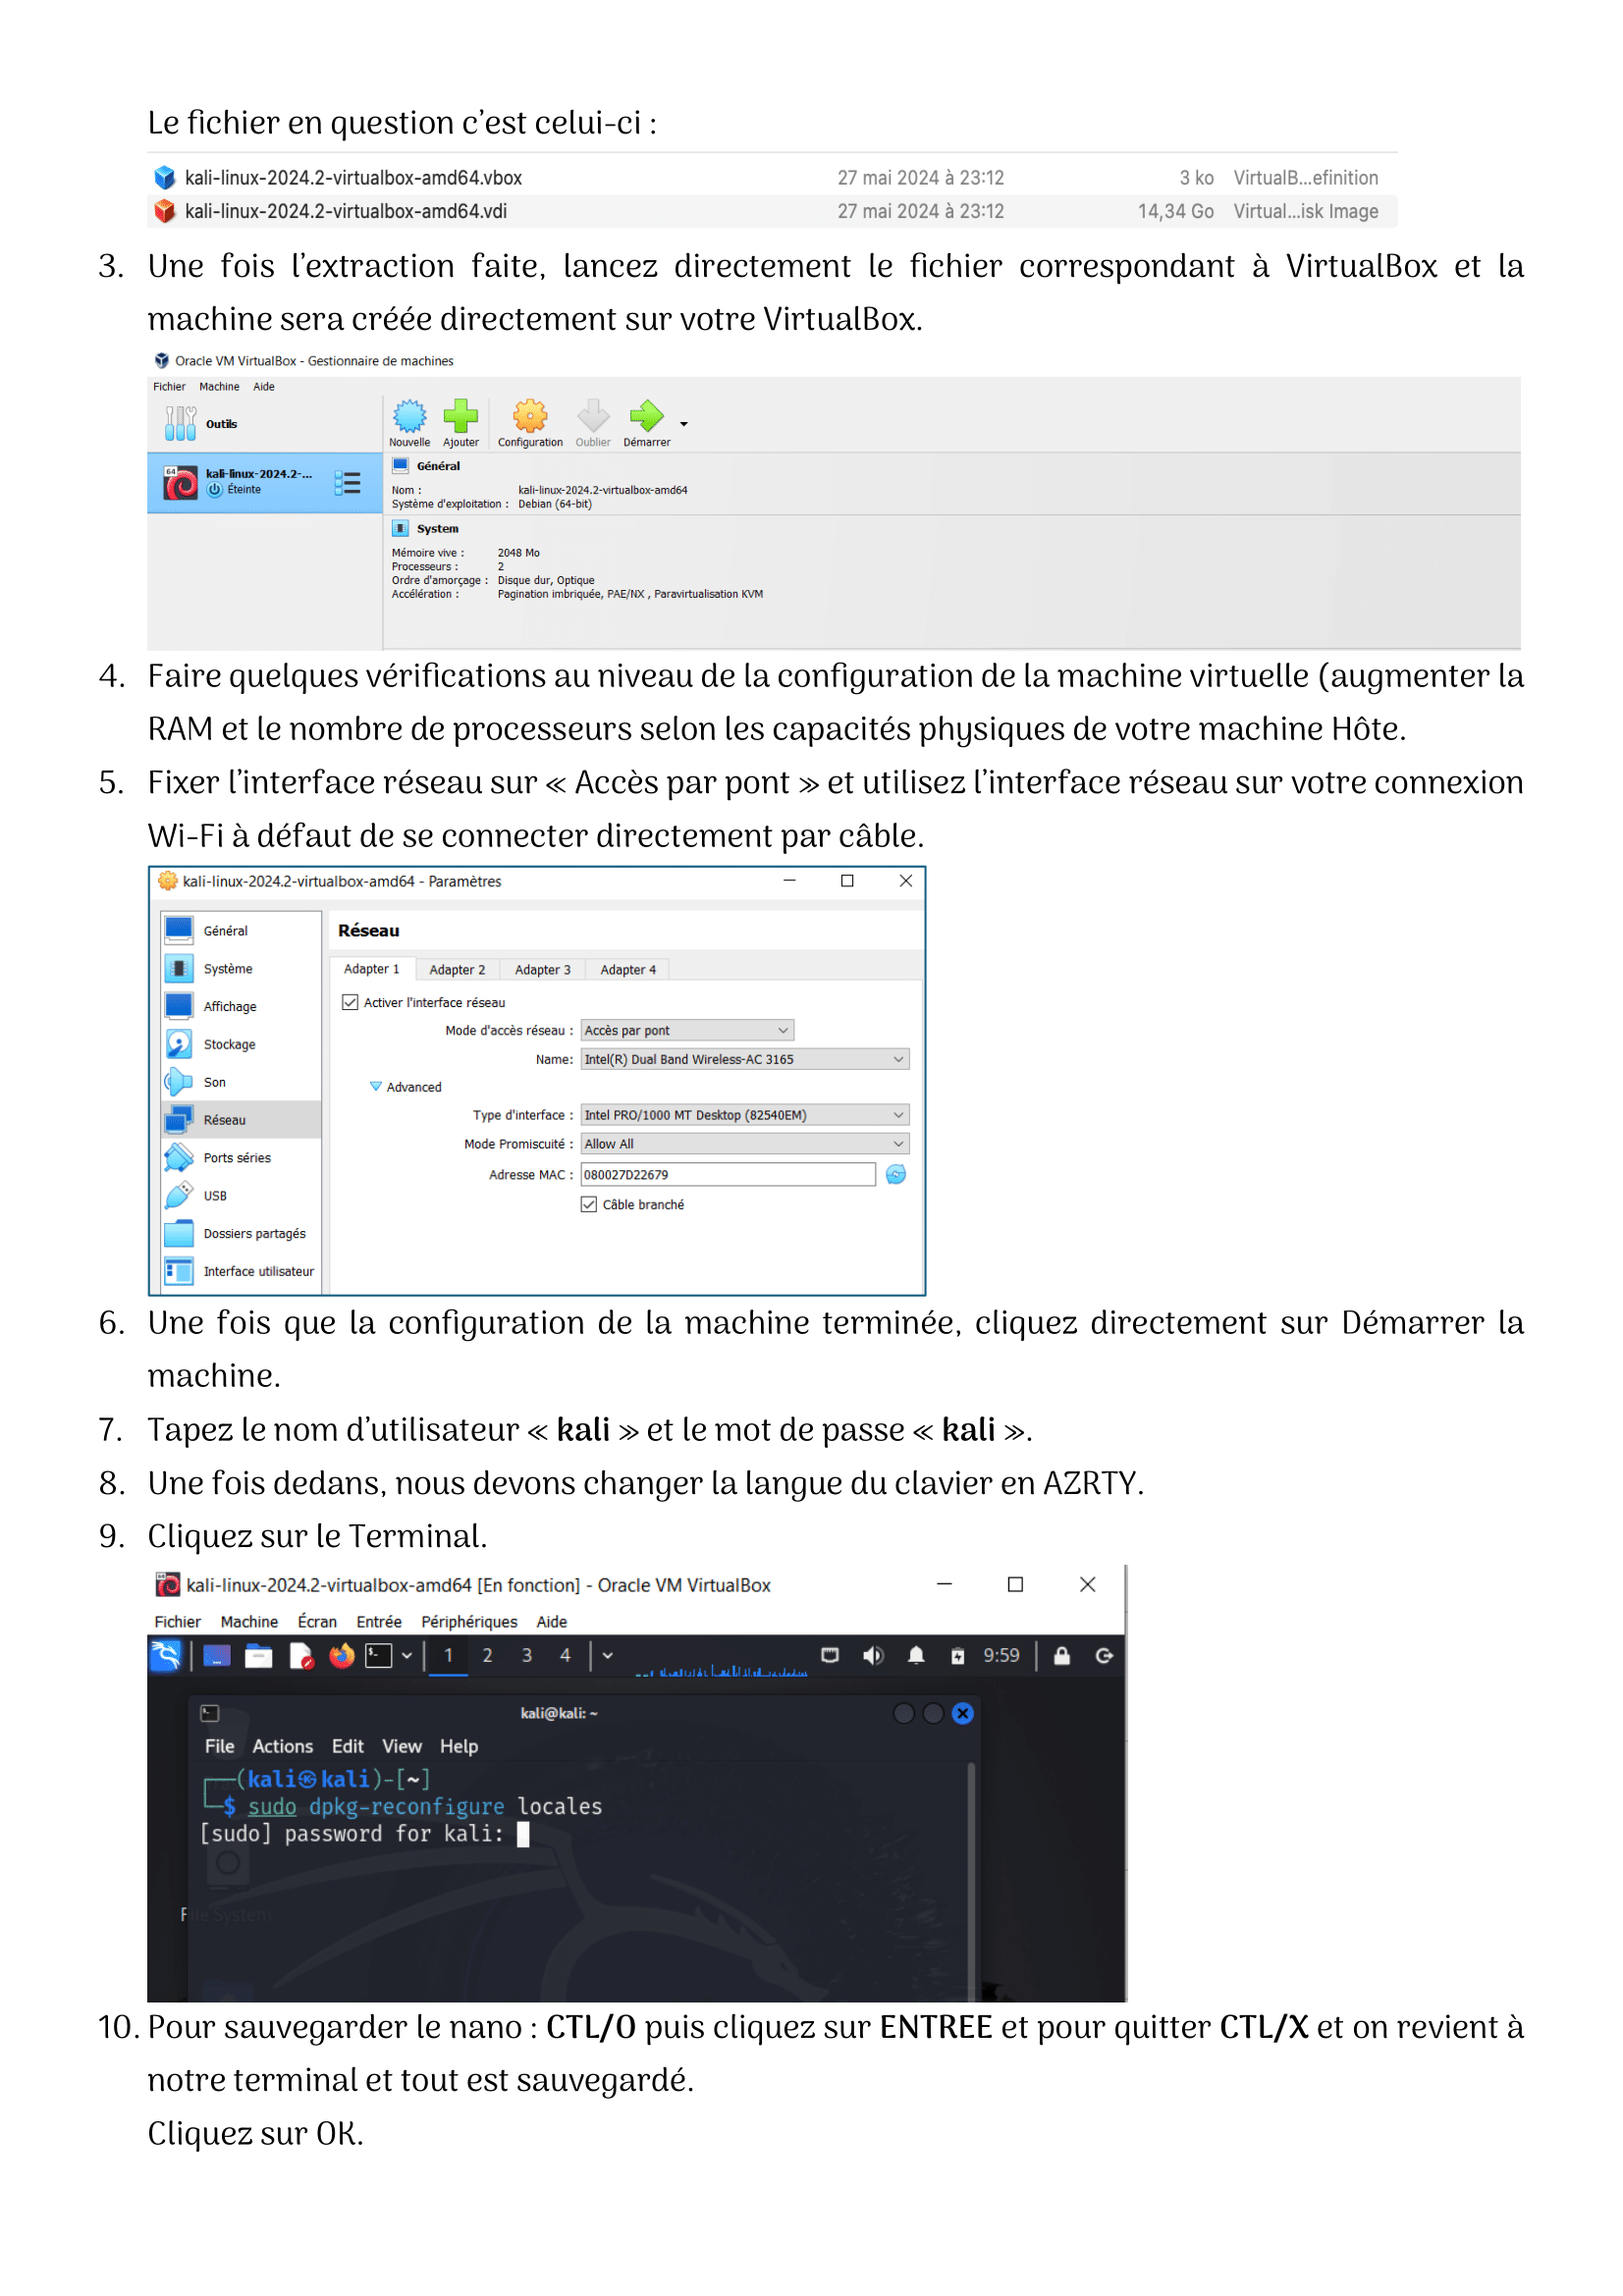 Le fichier en question c’est celui-ci :
kali-linux-2024.2-virtualbox-amd64.vbox 27 mai 2024 à 23:12 3 ko VirtualB...efinition
kali-linux-2024.2-virtualbox-amd64.vdi 27 mai 2024 à 23:12 14,34 Go Virtual...isk Image
3. Une fois l’extraction faite, lancez directement le fichier correspondant à VirtualBox et la
machine sera créée directement sur votre VirtualBox.
Oracle VM VirtualBox - Gestionnaire de machines
Fichier Machine Aide
Outils
Nouvelle Ajouter Configuration Oublier Démarrer
64 kali-linux-2024.2-...
Éteinte
Général
Nom : kali-linux-2024.2-virtualbox-amd64
Système d'exploitation : Debian (64-bit)
System
Mémoire vive : 2048 Mo
Processeurs : 2
Ordre d'amorçage : Disque dur, Optique
Accélération : Pagination imbriquée, PAE/NX , Paravirtualisation KVM
4. Faire quelques vérifications au niveau de la configuration de la machine virtuelle (augmenter la
RAM et le nombre de processeurs selon les capacités physiques de votre machine Hôte.
5. Fixer l’interface réseau sur « Accès par pont » et utilisez l’interface réseau sur votre connexion
Wi-Fi à défaut de se connecter directement par câble.
kali-linux-2024.2-virtualbox-amd64 - Paramètres
Général
Système
Affichage
Stockage
Son
Réseau
Ports séries
USB
Dossiers partagés
Interface utilisateur
Réseau
Adapter 1 Adapter 2 Adapter 3 Adapter 4
Activer l'interface réseau
Mode d'accès réseau : Accès par pont
Name: Intel(R) Dual Band Wireless-AC 3165
Advanced
Type d'interface : Intel PRO/1000 MT Desktop (82540EM)
Mode Promiscuité : Allow All
Adresse MAC : 080027D22679
Câble branché
6. Une fois que la configuration de la machine terminée, cliquez directement sur Démarrer la
machine.
7. Tapez le nom d’utilisateur « kali » et le mot de passe « kali ».
8. Une fois dedans, nous devons changer la langue du clavier en AZRTY.
9. Cliquez sur le Terminal.
kali-linux-2024.2-virtualbox-amd64 [En fonction] - Oracle VM VirtualBox
Fichier Machine Écran Entrée Périphériques Aide
1 2 3 4 9:59
kali@kali: ~
File Actions Edit View Help
┌──(kali㉿kali)-[~]
└─$ sudo dpkg-reconfigure locales
[sudo] password for kali:
File System
10. Pour sauvegarder le nano : CTL/O puis cliquez sur ENTREE et pour quitter CTL/X et on revient à
notre terminal et tout est sauvegardé.
Cliquez sur OK.